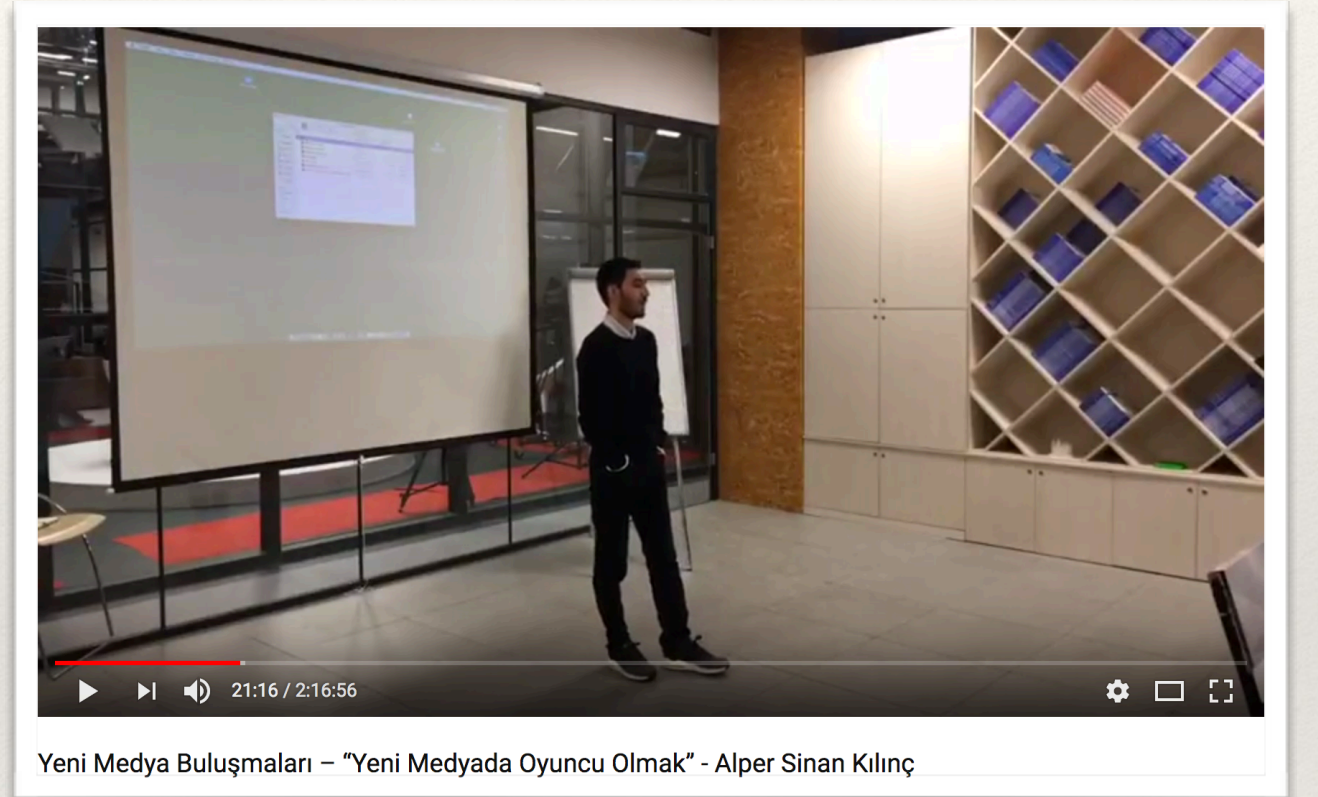 21:16 / 2:16:56
Yeni Medya Buluşmaları – “Yeni Medyada Oyuncu Olmak” - Alper Sinan Kılınç